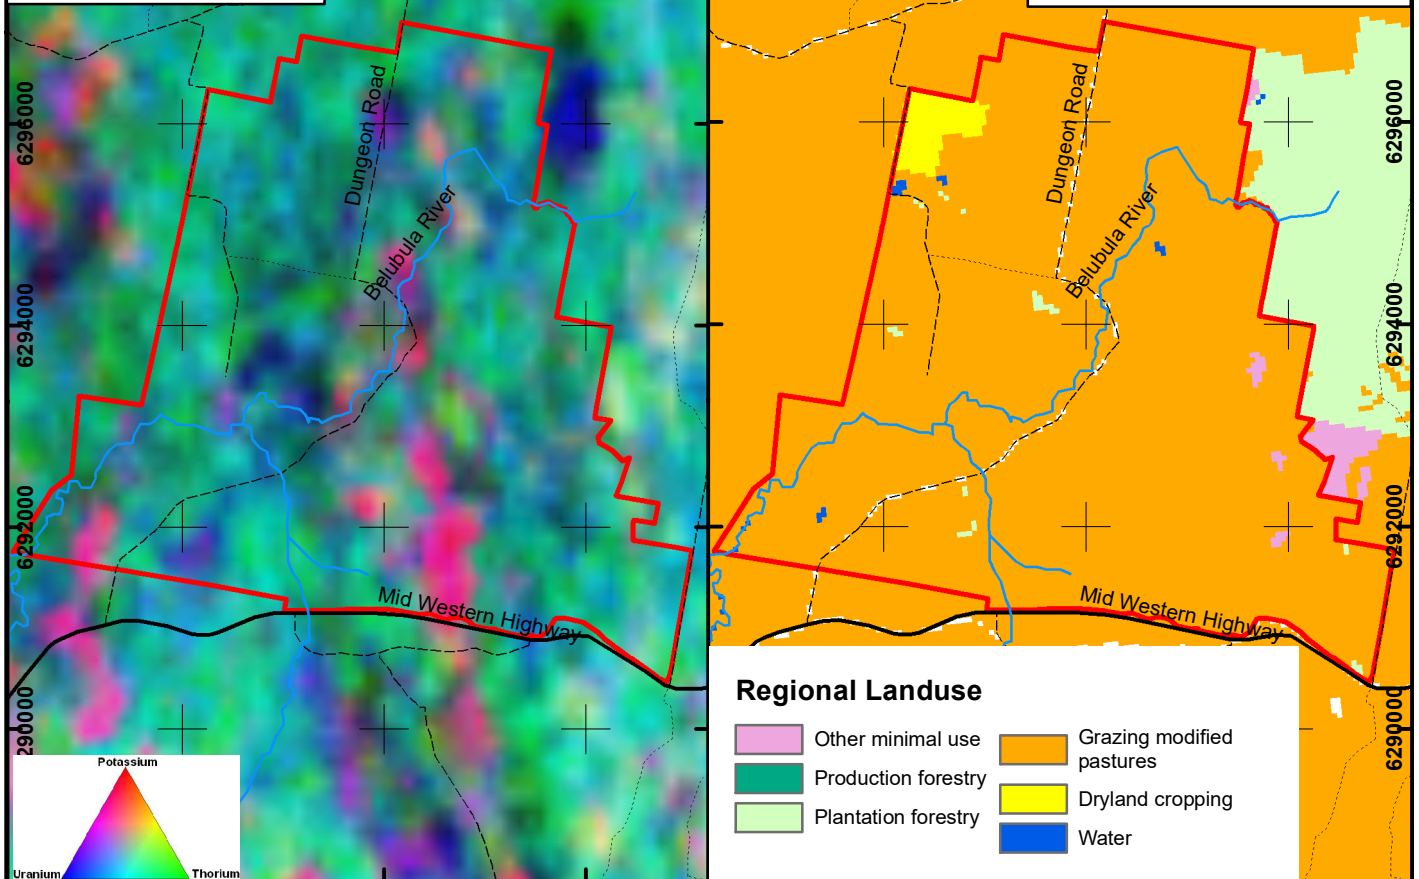 6296000
Dungeon Road
Belubula River
6294000
6292000
Mid Western Highway
290000
Potassium
Uranium
Thorium
Dungeon Road
6296000
Belubula River
6294000
6292000
Mid Western Highway
6290000
Regional Landuse
Other minimal use
Production forestry
Plantation forestry
Grazing modified
pastures
Dryland cropping
Water